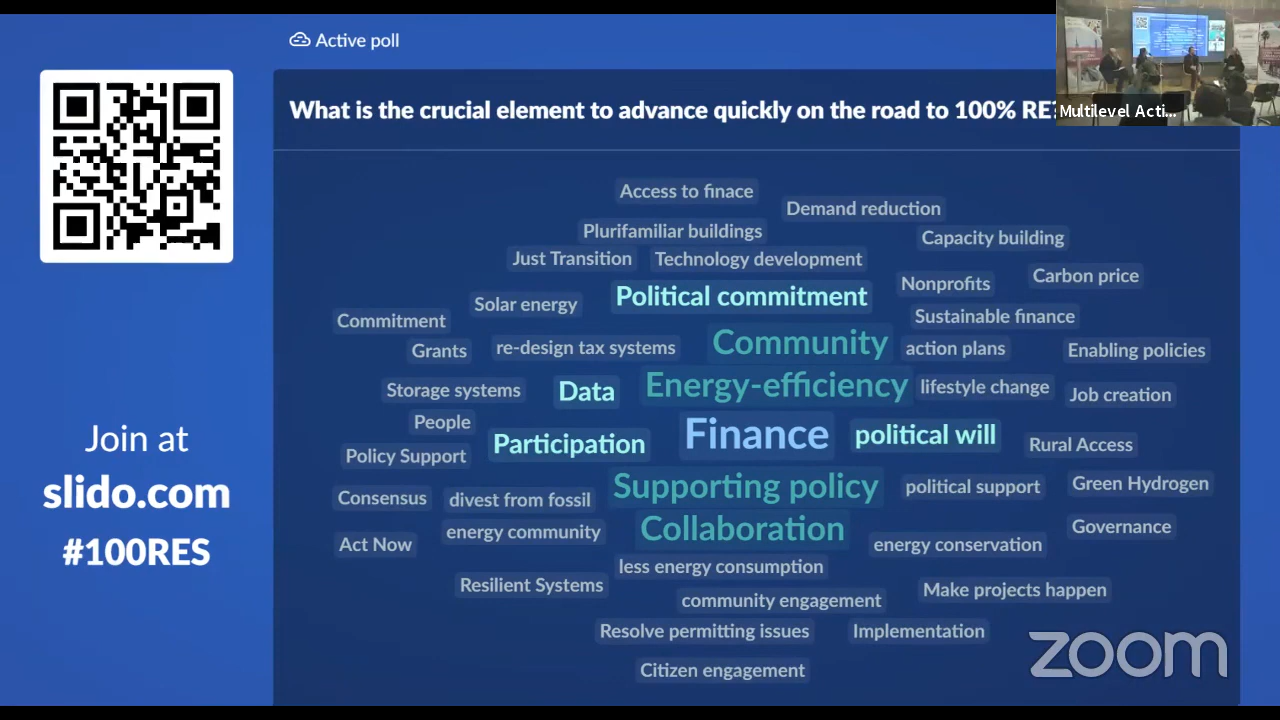 Active poll
What is the crucial element to advance quickly on the road to 100% RE?
Multilevel Acti...
Access to finace
Demand reduction
Plurifamiliar buildings
Capacity building
Just Transition
Technology development
Carbon price
Nonprofits
Political commitment
Solar energy
Sustainable finance
Commitment
Community
action plans
Enabling policies
Grants
re-design tax systems
Energy-efficiency
lifestyle change
Job creation
Storage systems
Data
People
Finance
political will
Participation
Rural Access
Policy Support
Supporting policy
political support
Green Hydrogen
Consensus
divest from fossil
Collaboration
Governance
energy community
Act Now
energy conservation
less energy consumption
Resilient Systems
Make projects happen
community engagement
Resolve permitting issues
Implementation
Citizen engagement
Join at
slido.com
#100RES
zoom